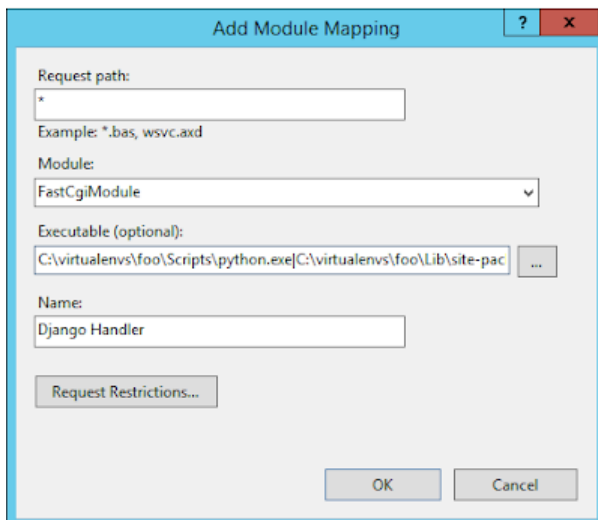 Add Module Mapping
?
x
Request path:
*
Example: *.bas, wsvc.axd
Module:
FastCgiModule
Executable (optional):
C:\virtualenvs\foo\Scripts\python.exe|C:\virtualenvs\foo\Lib\site-pac
...
Name:
Django Handler
Request Restrictions...
OK
Cancel